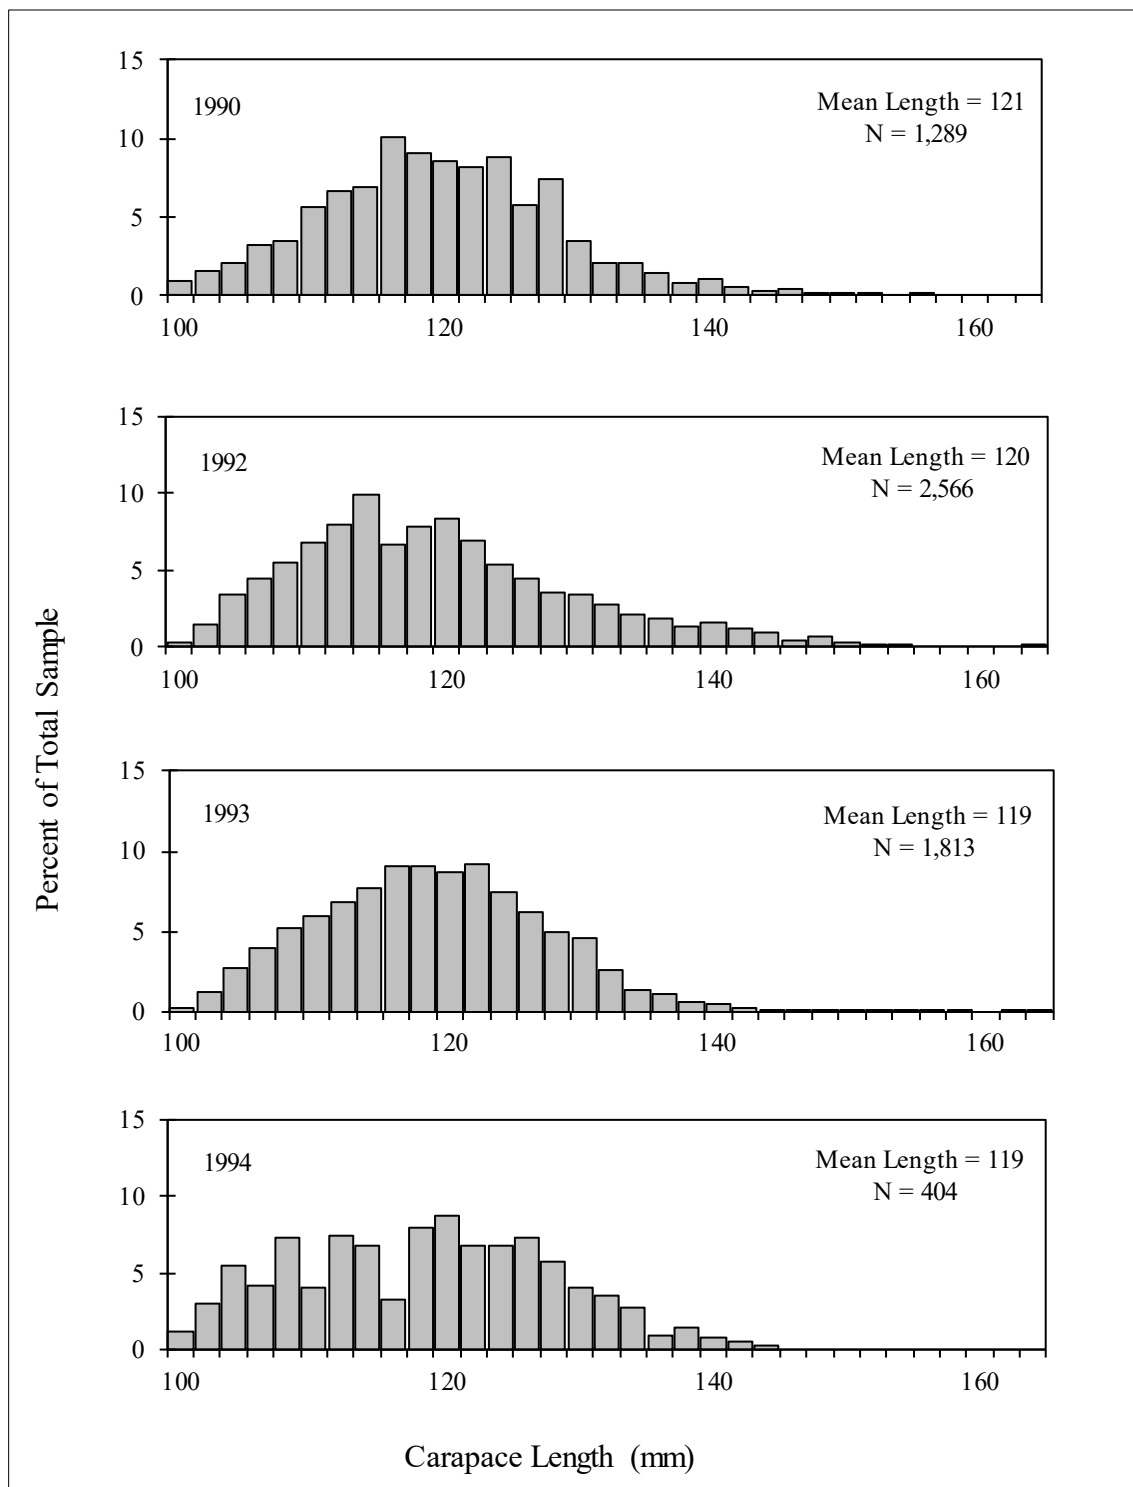 15
1990
Mean Length = 121
N = 1,289
10
5
0
100 120 140 160
15
1992
Mean Length = 120
N = 2,566
10
5
0
100 120 140 160
Percent of Total Sample
15
1993
Mean Length = 119
N = 1,813
10
5
0
100 120 140 160
15
1994
Mean Length = 119
N = 404
10
5
0
100 120 140 160
Carapace Length (mm)